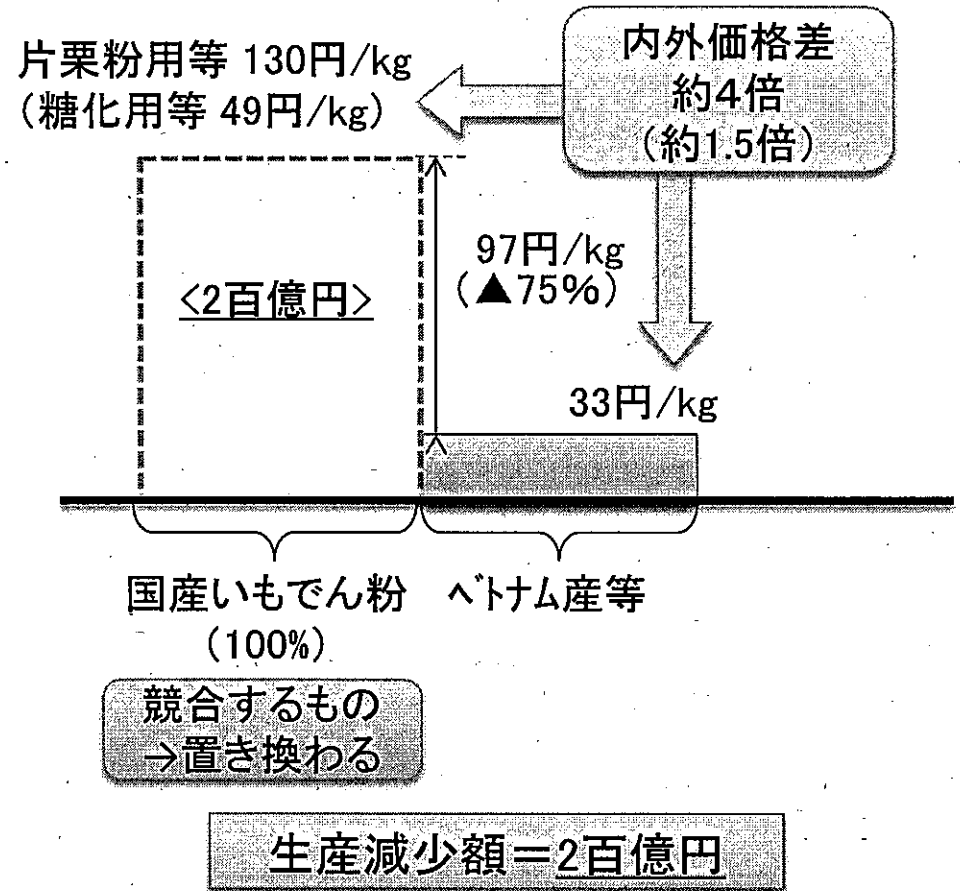 内外価格差
約4倍
(約1.5倍)
片栗粉用等 130円/kg
(糖化用等 49円/kg)
97円/kg
(▲75%)
<2百億円>
33円/kg
国産いもでん粉
(100%)
ベトナム産等
競合するもの
→置き換わる
生産減少額=2百億円